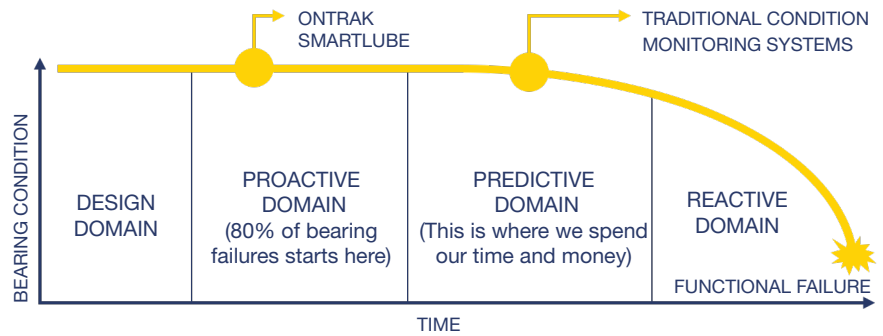 ONTRAK
SMARTLUBE
TRADITIONAL CONDITION
MONITORING SYSTEMS
BEARING CONDITION
DESIGN
DOMAIN
PROACTIVE
DOMAIN
(80% of bearing
failures starts here)
PREDICTIVE
DOMAIN
(This is where we spend
our time and money)
REACTIVE
DOMAIN
FUNCTIONAL FAILURE
TIME